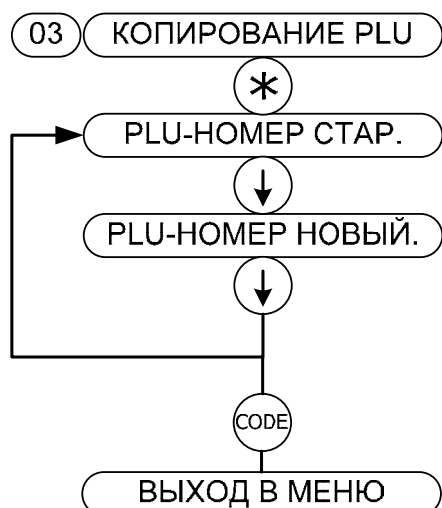 03 КОПИРОВАНИЕ PLU
*
PLU-НОМЕР СТАР.
↓
PLU-НОМЕР НОВЫЙ.
↓
CODE
ВЫХОД В МЕНЮ